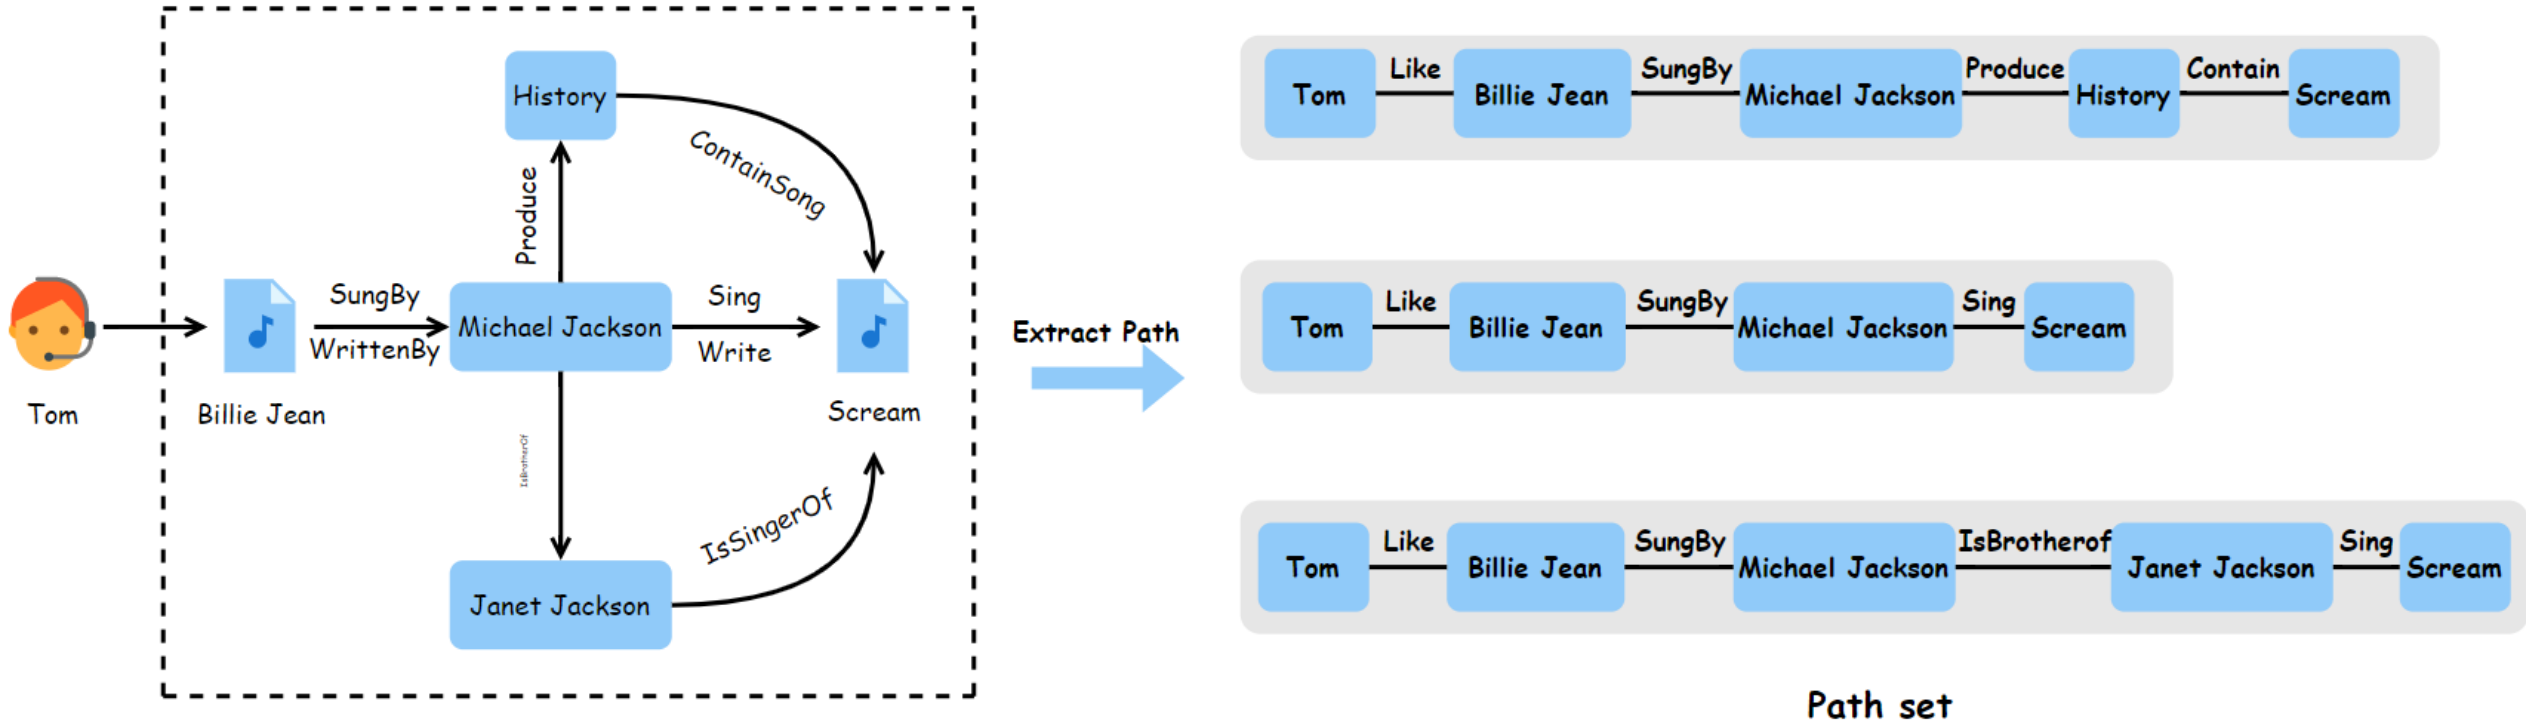 History
ContainSong
Produce
SungBy
WrittenBy
Michael Jackson
Sing
Write
Tom
Billie Jean
Scream
IsBrotherOf
IsSingerOf
Janet Jackson
Extract Path
Tom Like Billie Jean SungBy Michael Jackson Produce History Contain Scream
Tom Like Billie Jean SungBy Michael Jackson Sing Scream
Tom Like Billie Jean SungBy Michael Jackson IsBrotherof Janet Jackson Sing Scream
Path set